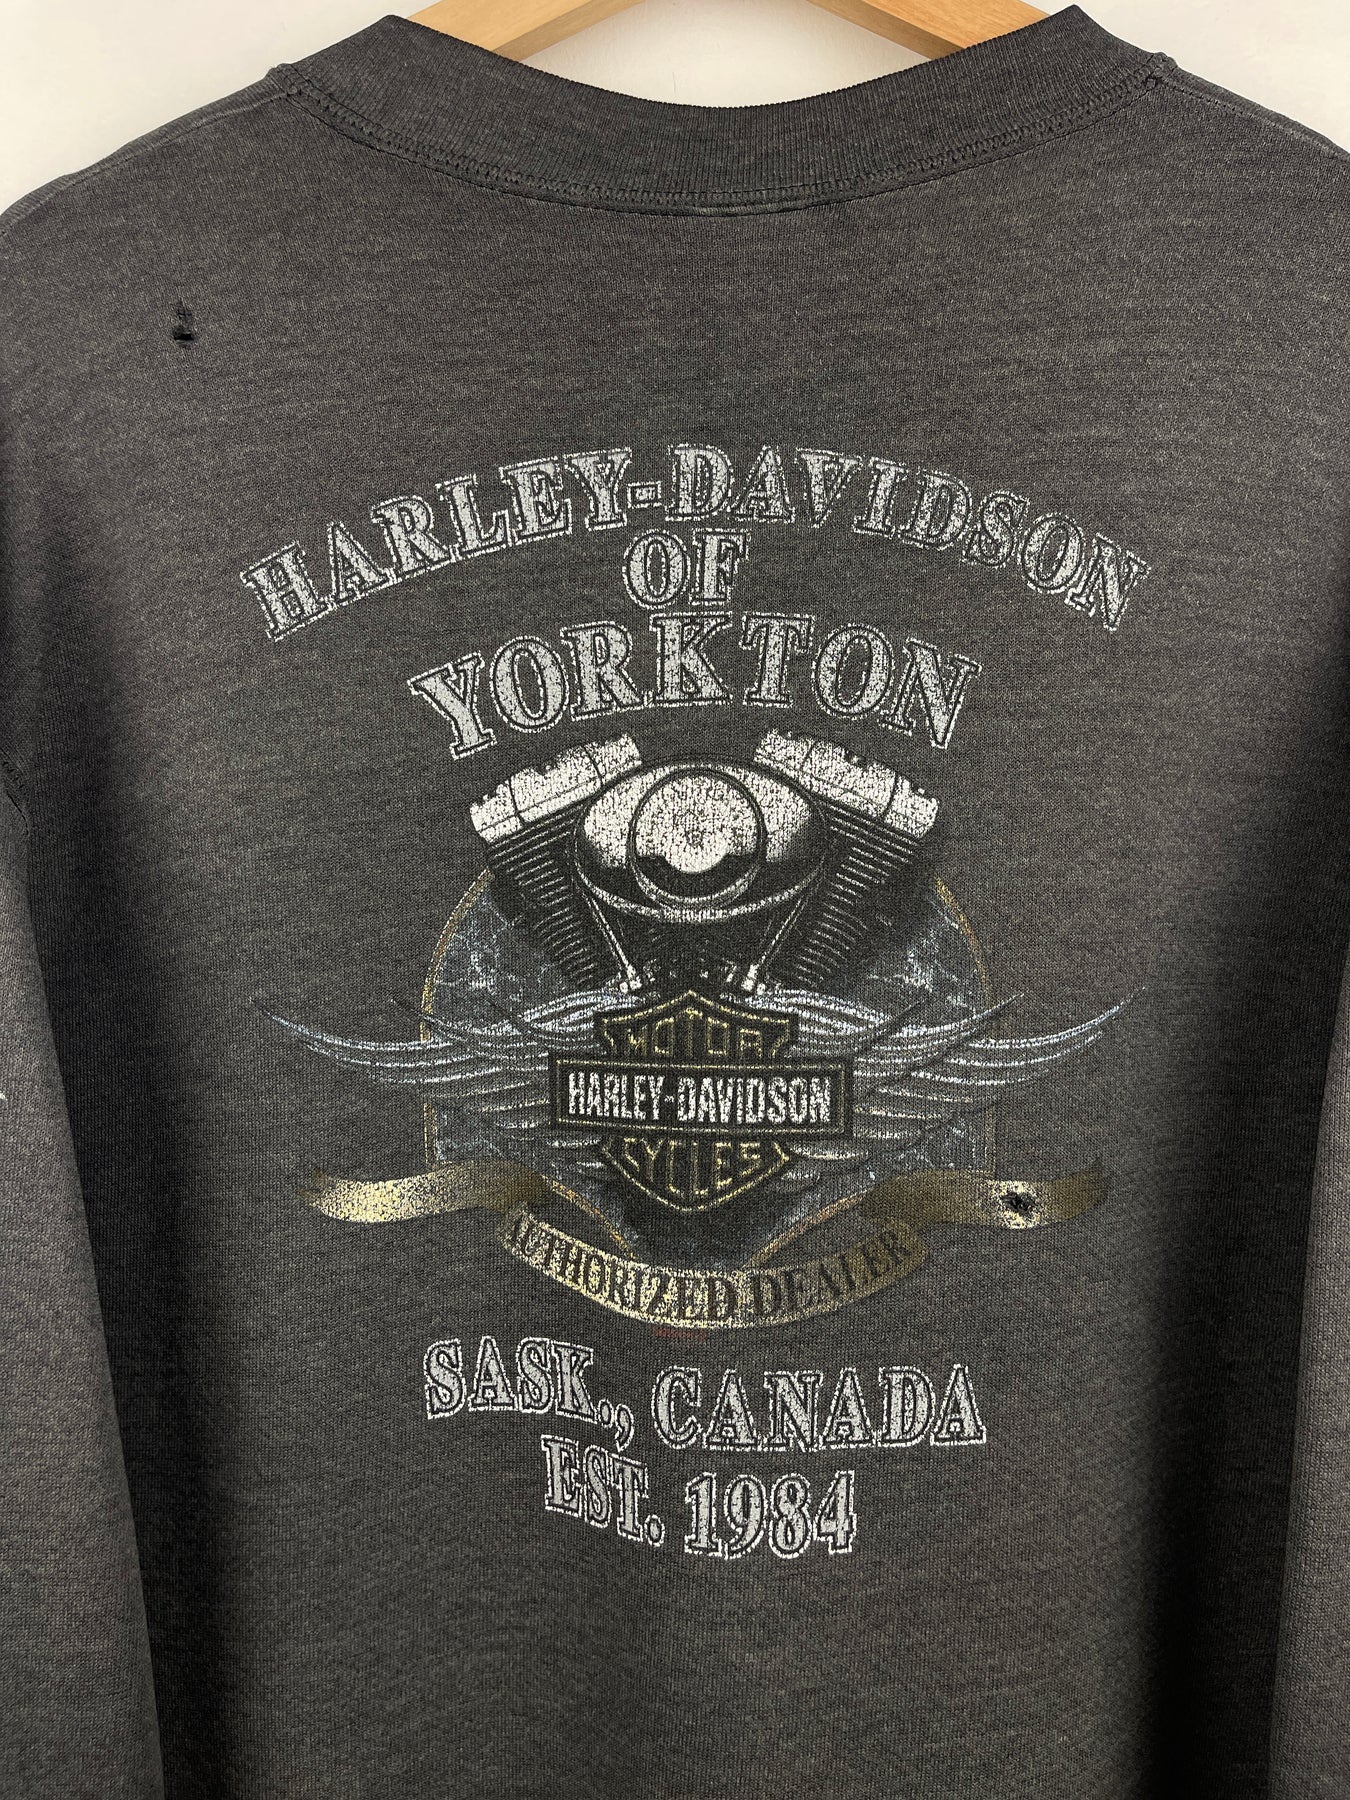 HARLEY-DAVIDSON
OF
YORKTON
MOTOR
HARLEY-DAVIDSON
CYCLES
AUTHORIZED DEALER
SASK., CANADA
EST. 1984